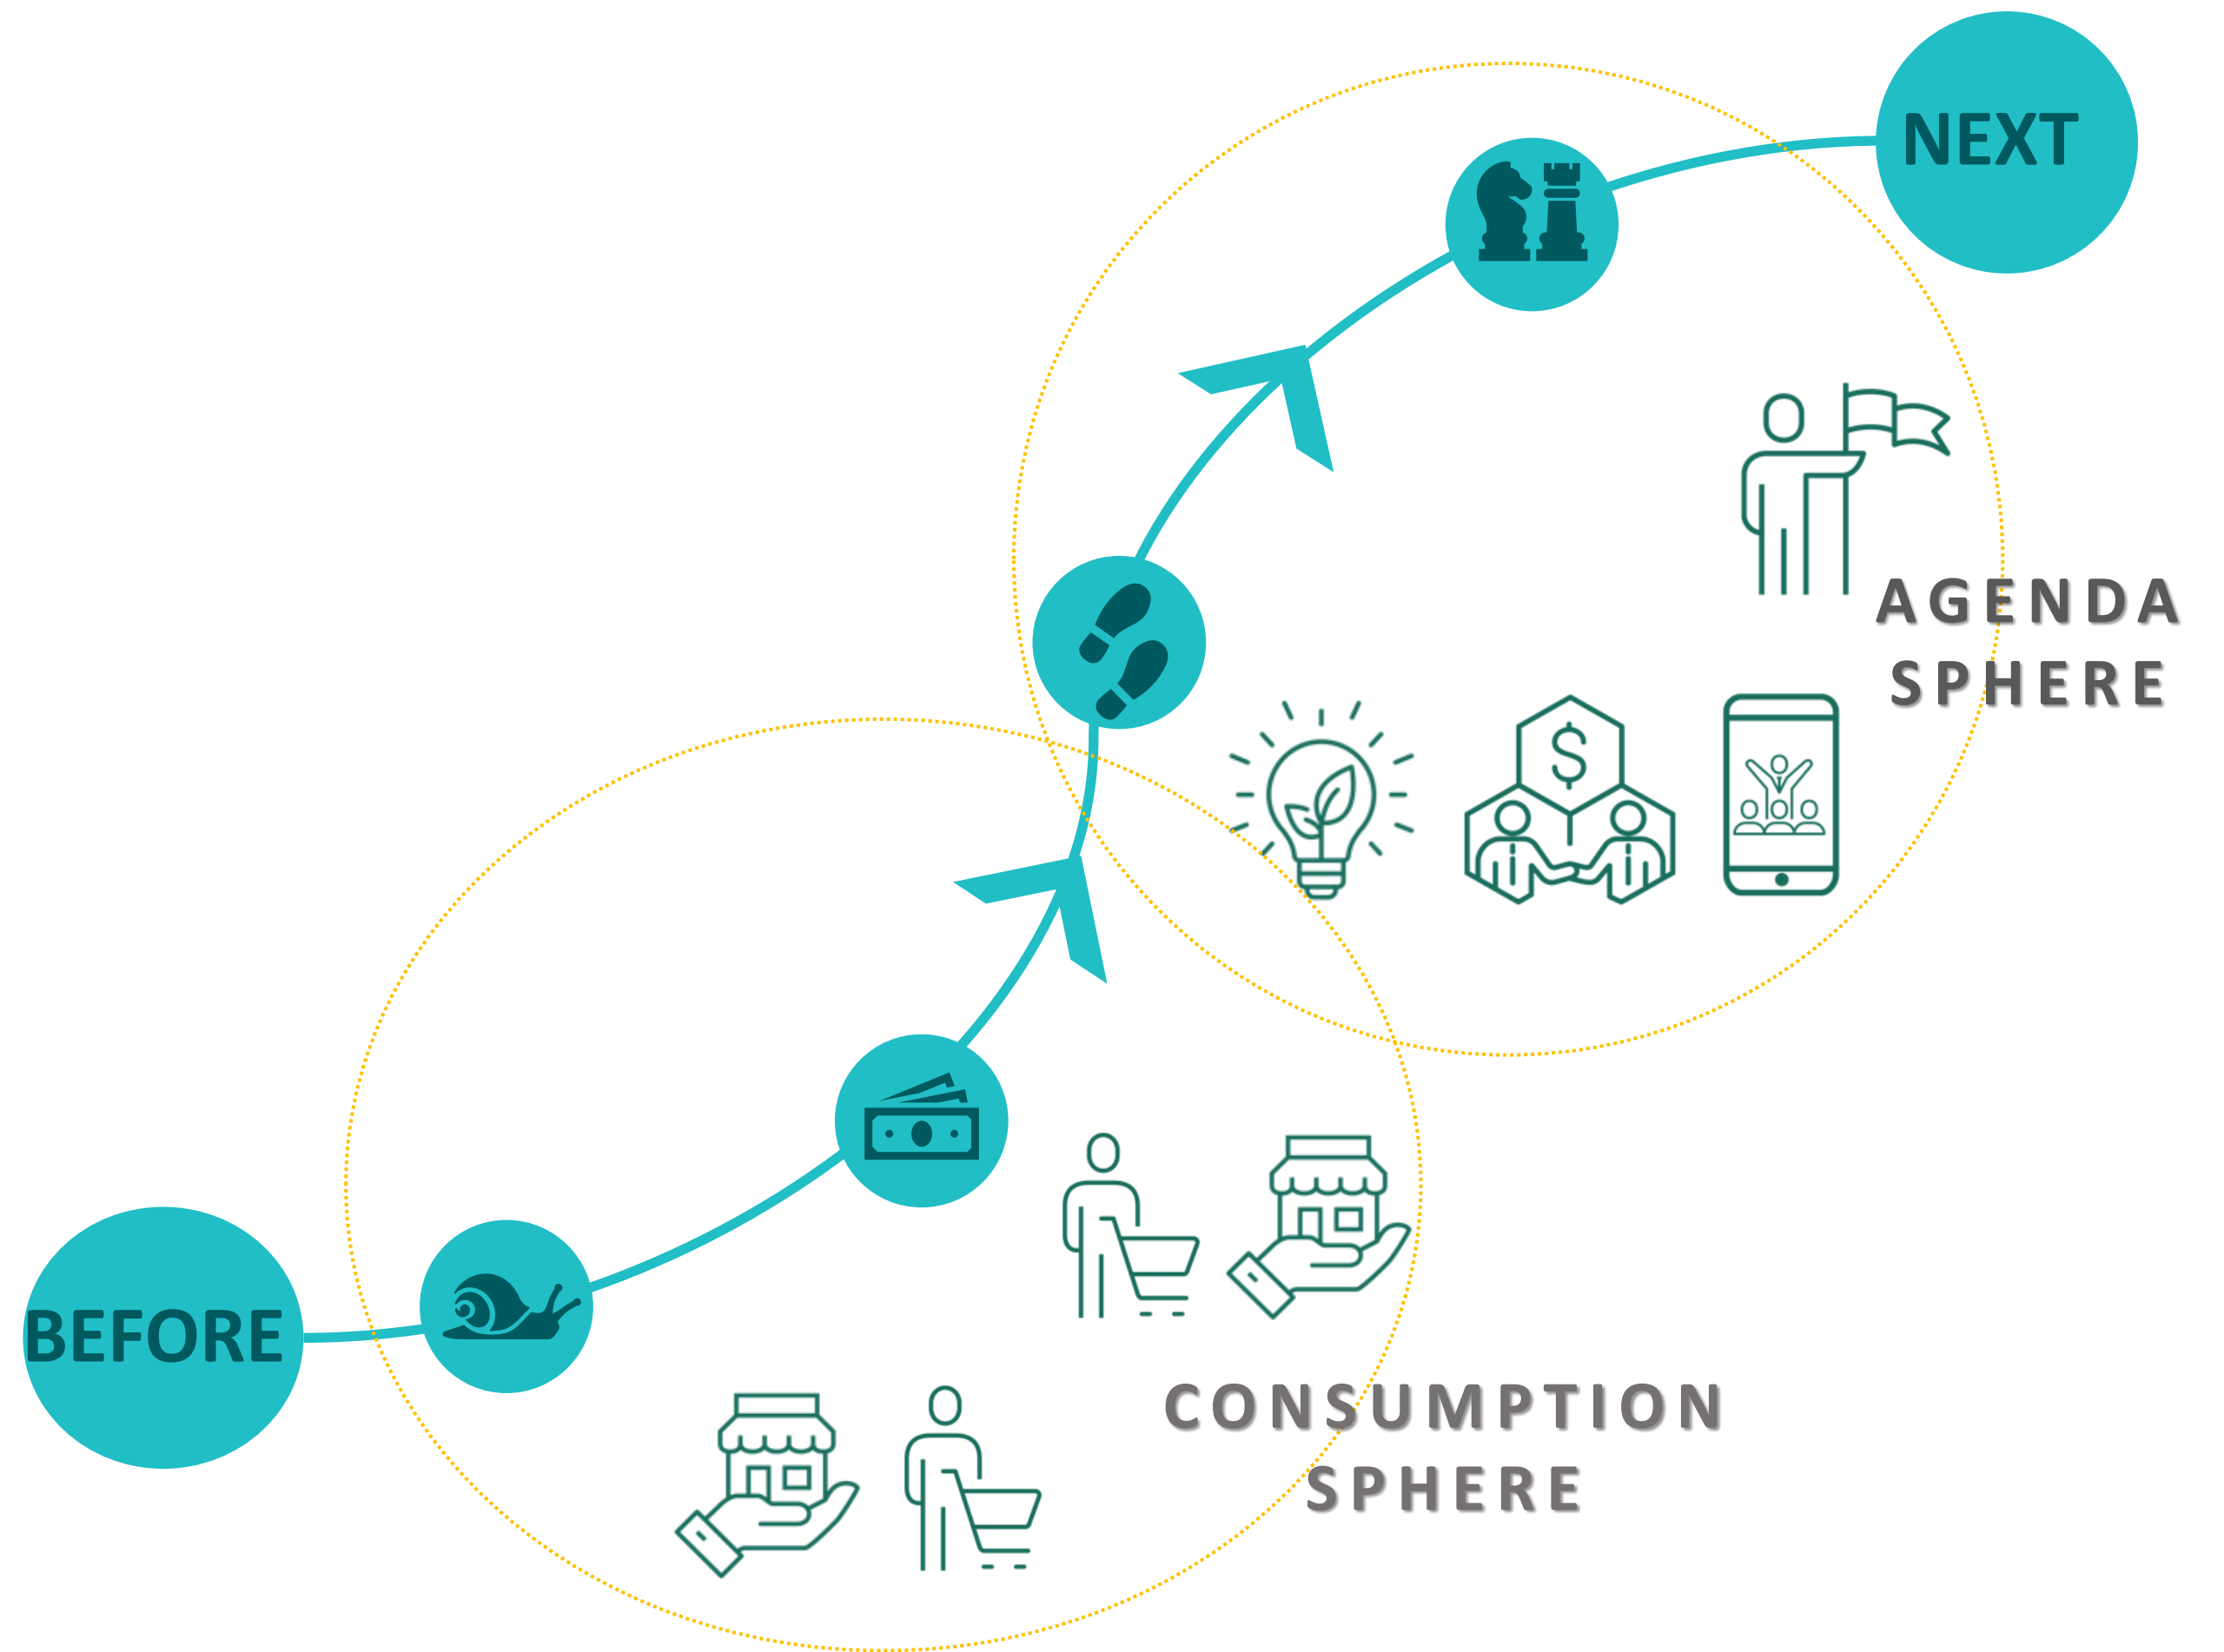 NEXT
AGENDA
SPHERE
$
BEFORE
CONSUMPTION
SPHERE